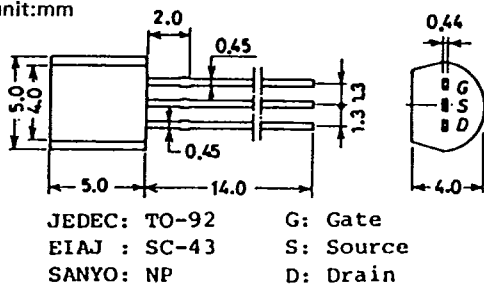 unit:mm
2.0
0.45
0.44
5.0
4.0
1.3
1.3
G
S
D
0.45
5.0
14.0
4.0
JEDEC: TO-92 G: Gate
EIAJ : SC-43 S: Source
SANYO: NP D: Drain